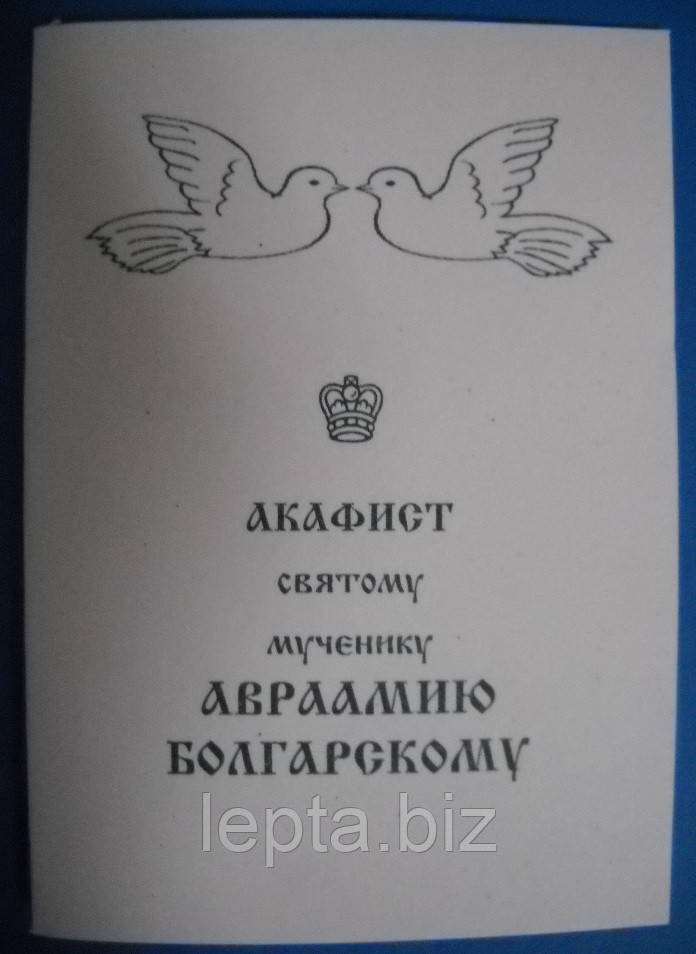 АКАФИСТ
святому
мученику
АВРААМИЮ
БОЛГАРСКОМУ
lepta.biz